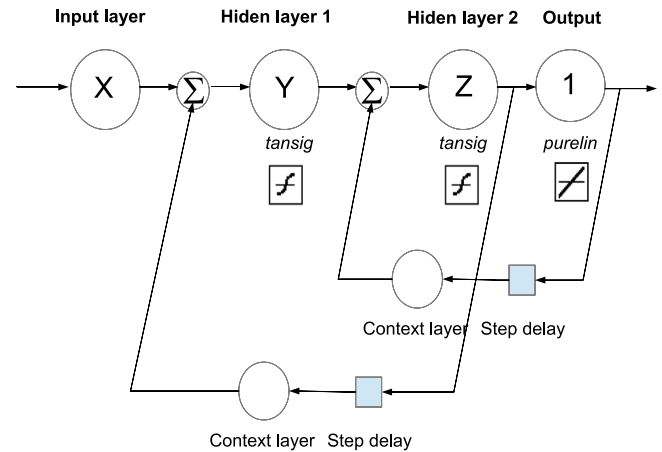 Input layer
Hiden layer 1
Hiden layer 2
Output
X
Σ
Y
Σ
Z
1
tansig
tansig
purelin
Context layer
Step delay
Context layer
Step delay